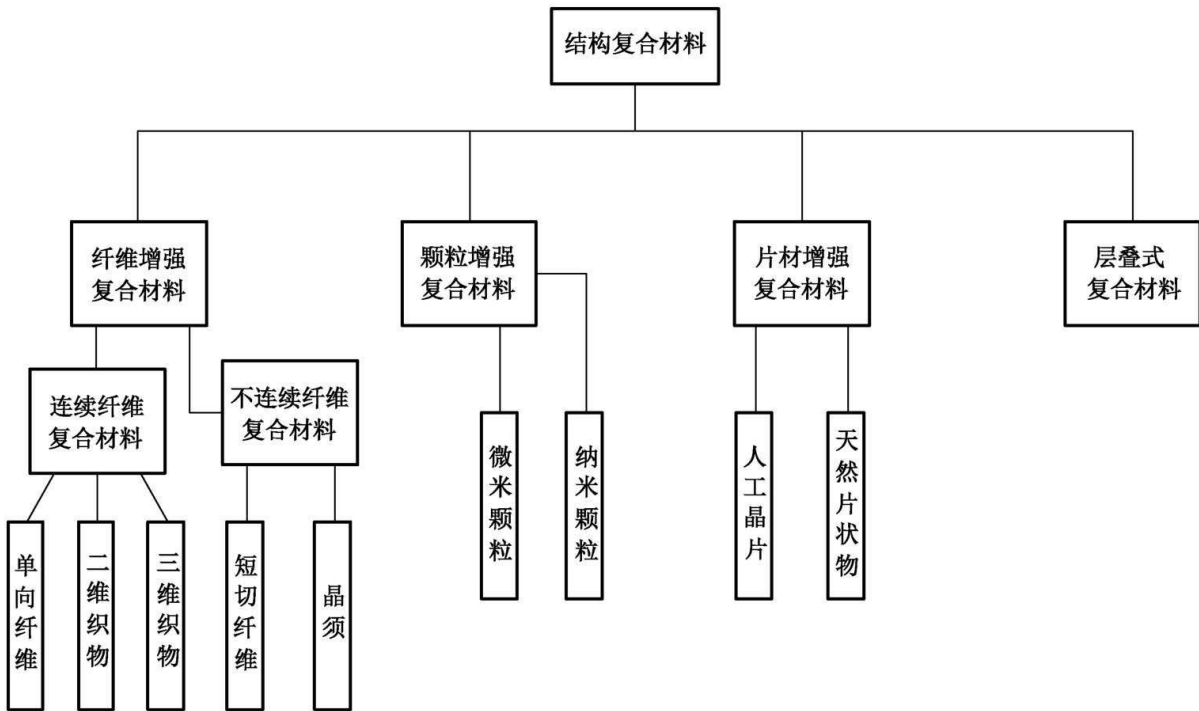 结构复合材料
纤维增强
复合材料
颗粒增强
复合材料
片材增强
复合材料
层叠式
复合材料
连续纤维
复合材料
不连续纤维
复合材料
微米颗粒
纳米颗粒
人工晶片
天然片状物
单向纤维
二维织物
三维织物
短切纤维
晶须